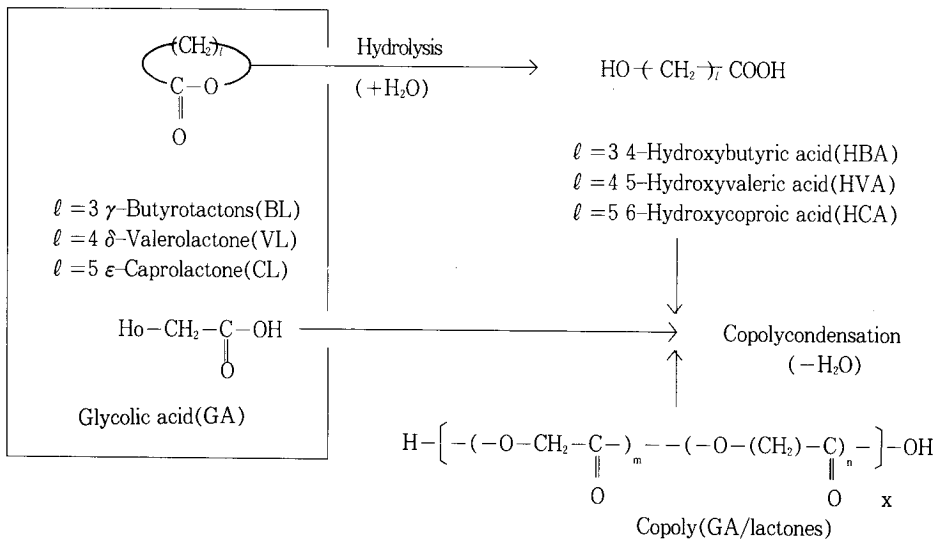 (CH₂)ₗ
C–O
O
Hydrolysis
(+H₂O)
HO–(CH₂)ₗ–COOH
ℓ=3 γ-Butyrotactons(BL)
ℓ=4 δ-Valerolactone(VL)
ℓ=5 ε-Caprolactone(CL)
ℓ=3 4-Hydroxybutyric acid(HBA)
ℓ=4 5-Hydroxyvaleric acid(HVA)
ℓ=5 6-Hydroxycoproic acid(HCA)
Ho–CH₂–C–OH
O
Glycolic acid(GA)
Copolycondensation
(−H₂O)
H–[–(–O–CH₂–C–)m–––(–O–(CH₂)–C)n–]–OH
O O x
Copoly(GA/lactones)